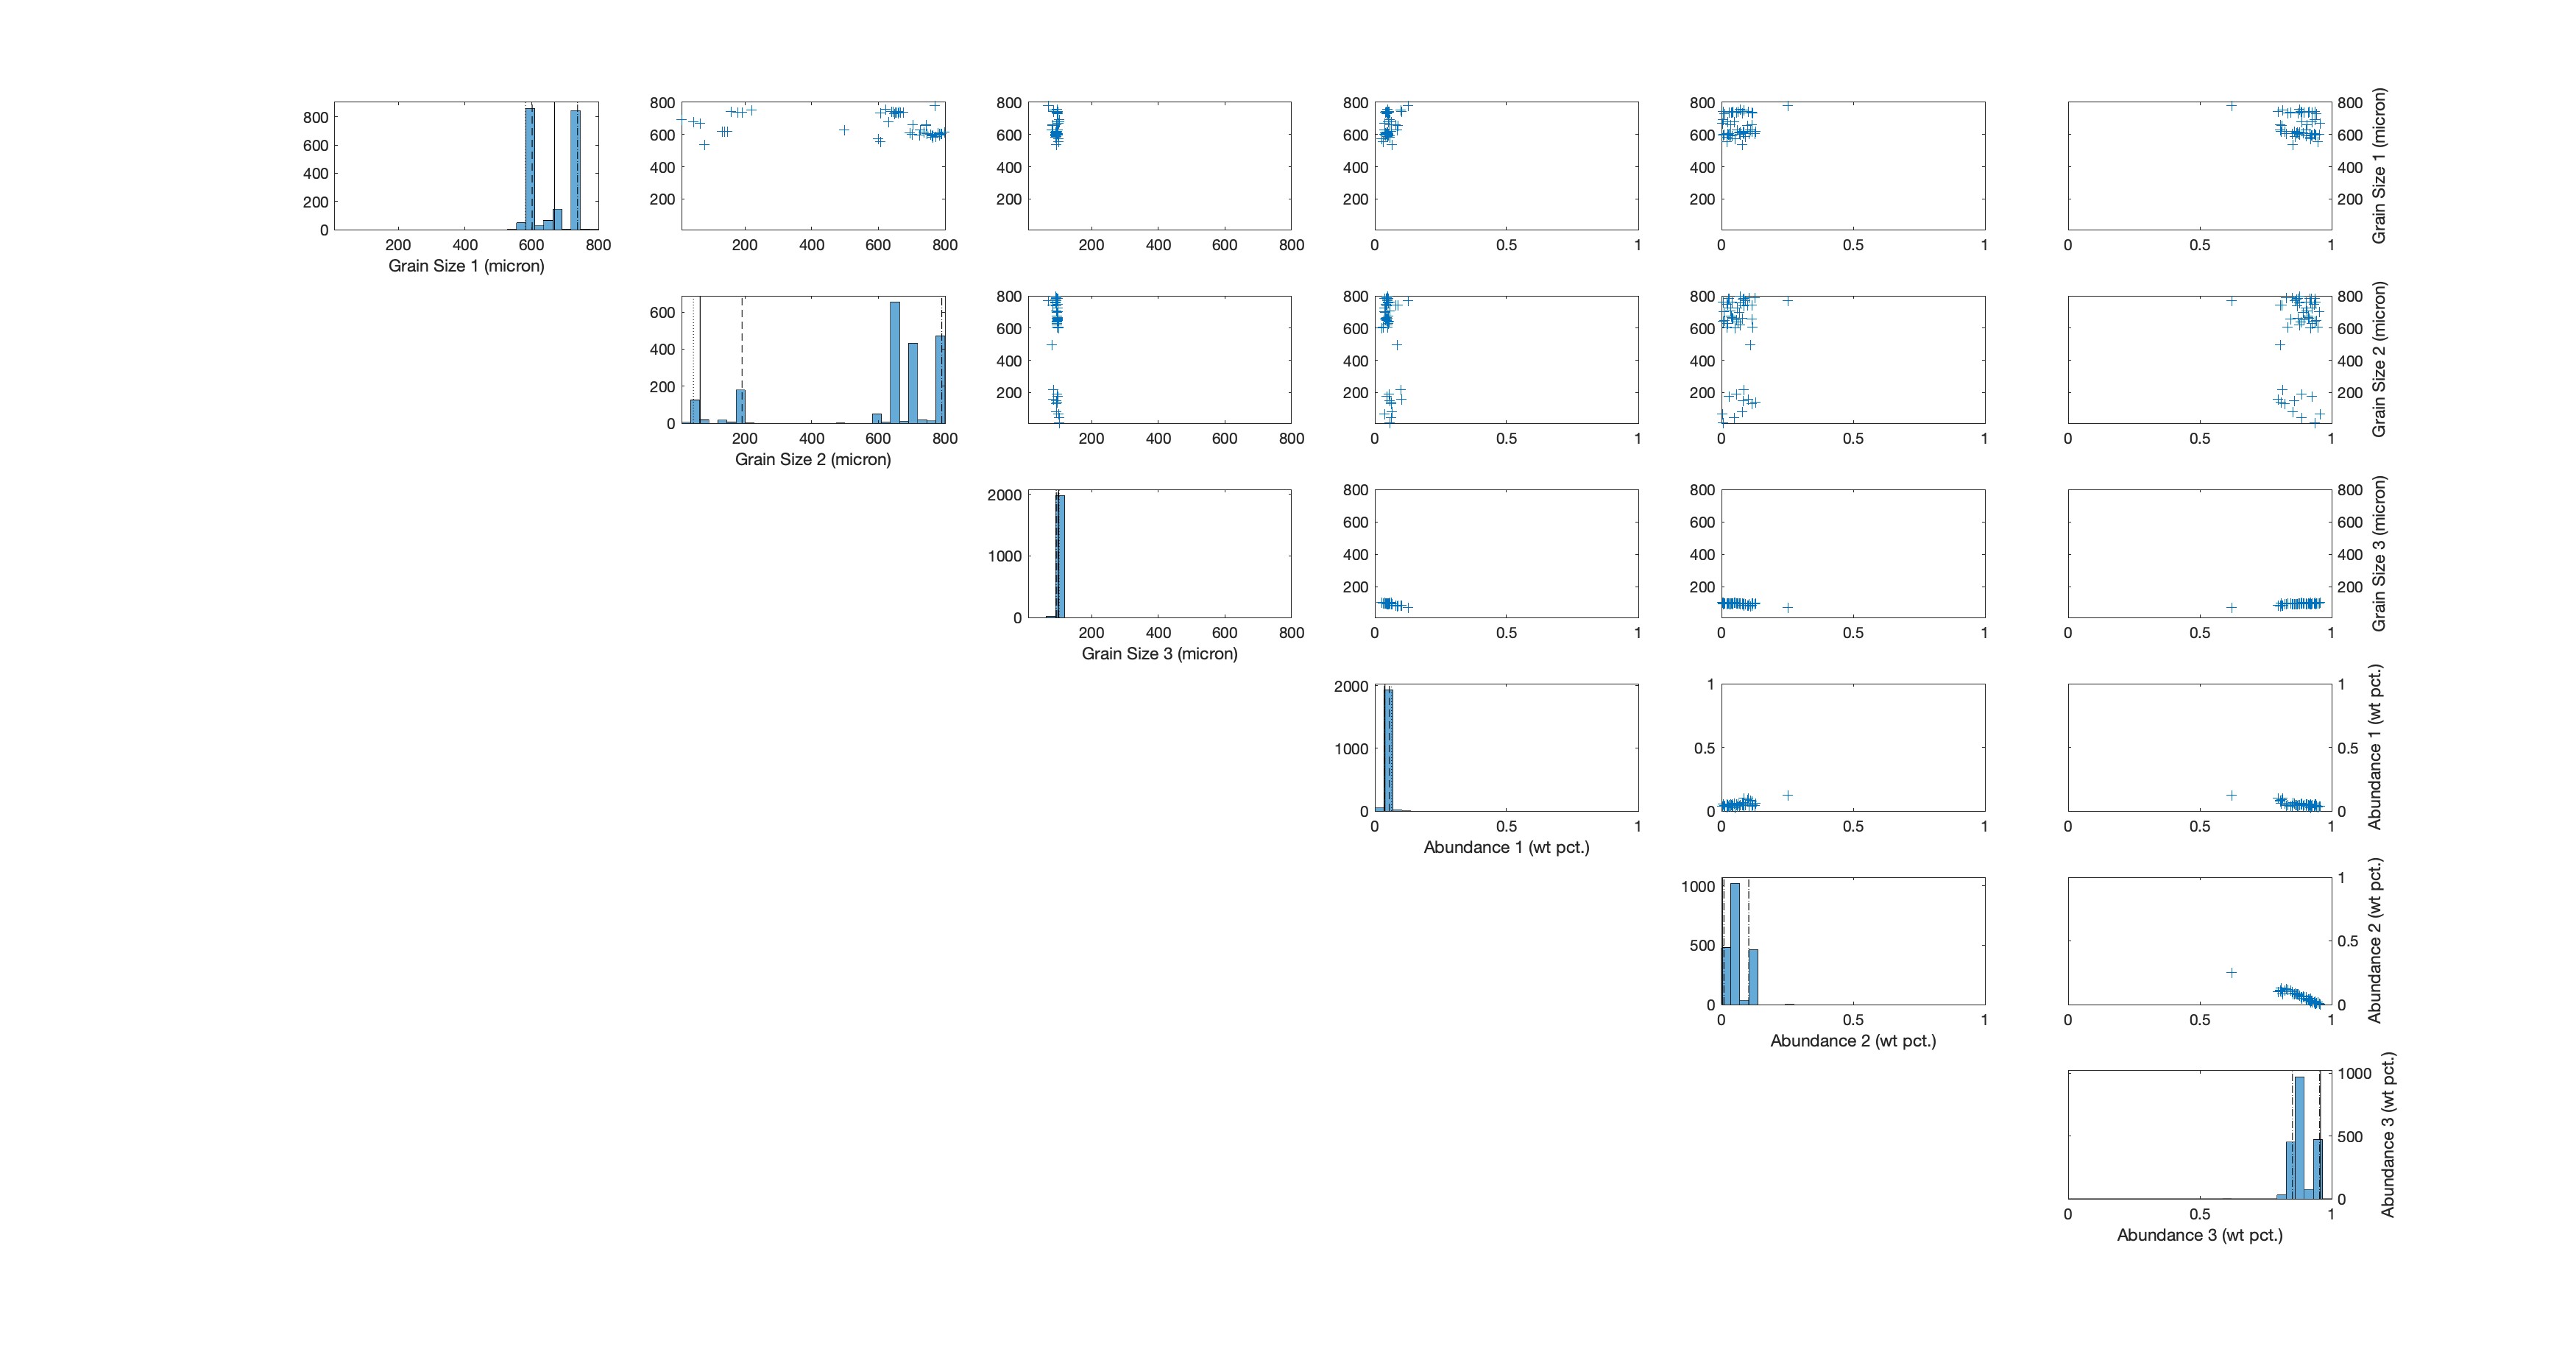 800 800 800 800 800 800
800 600 600 600 600 600
600 400 400 400 400 400
400 200 200 200 200 200
200
0
Grain Size 1 (micron)
200 400 600 800 200 400 600 800 200 400 600 800 0 0.5 1 0 0.5 1 0 0.5 1
Grain Size 1 (micron)
600 800 800 800 800
400 600 600 600 600
200 400 400 400 400
0 200 200 200 200
Grain Size 2 (micron)
200 400 600 800 200 400 600 800 0 0.5 1 0 0.5 1 0 0.5 1
Grain Size 2 (micron)
2000 800 800 800
1000 600 600 600
0 400 400 400
200 200 200
Grain Size 3 (micron)
200 400 600 800 0 0.5 1 0 0.5 1 0 0.5 1
Grain Size 3 (micron)
2000 1 1
1000 0.5 0.5
0 0 0
Abundance 1 (wt pct.)
0 0.5 1 0 0.5 1 0 0.5 1
Abundance 1 (wt pct.)
1000 1
500 0.5
0 0
Abundance 2 (wt pct.)
0 0.5 1 0 0.5 1
Abundance 2 (wt pct.)
1000
500
0
Abundance 3 (wt pct.)
0 0.5 1
Abundance 3 (wt pct.)